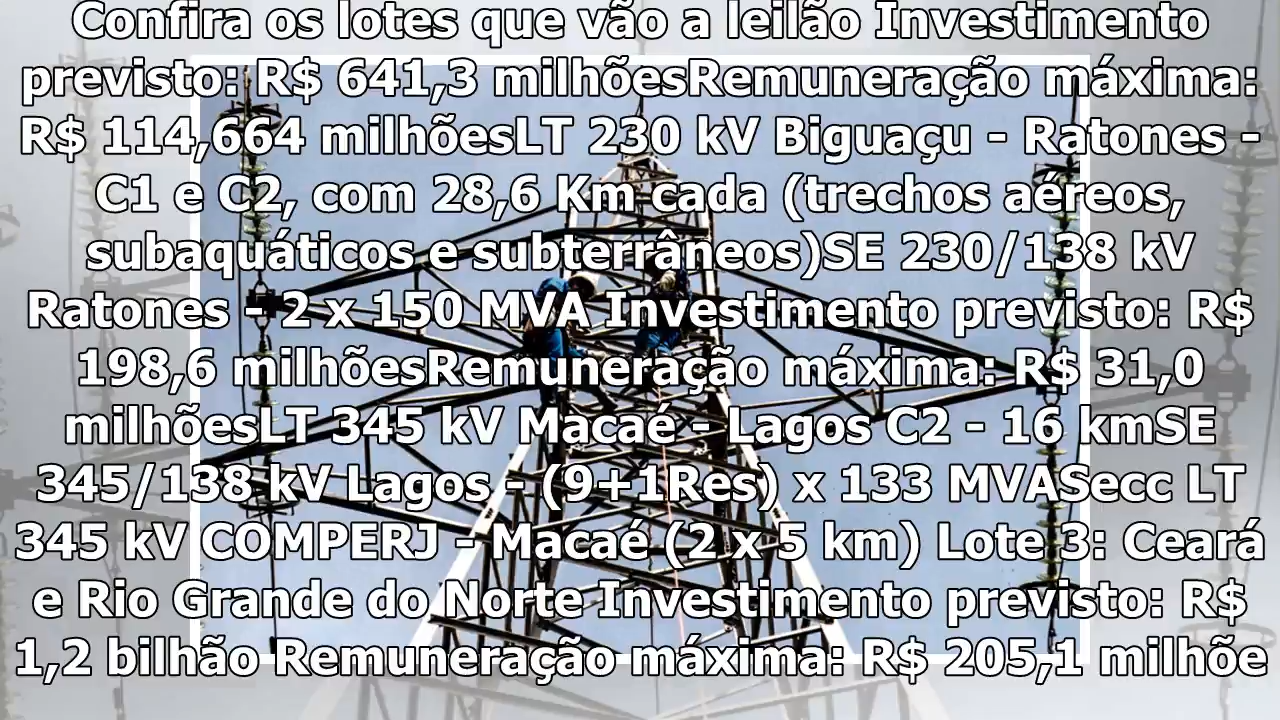 Confira os lotes que vão a leilão Investimento
previsto: R$ 641,3 milhõesRemuneração máxima:
R$ 114,664 milhõesLT 230 kV Biguaçu - Ratones -
C1 e C2, com 28,6 Km cada (trechos aéreos,
subaquáticos e subterrâneos)SE 230/138 kV
Ratones - 2 x 150 MVA Investimento previsto: R$
198,6 milhõesRemuneração máxima: R$ 31,0
milhõesLT 345 kV Macaé - Lagos C2 - 16 kmSE
345/138 kV Lagos - (9+1Res) x 133 MVASecc LT
345 kV COMPERJ - Macaé (2 x 5 km) Lote 3: Ceará
e Rio Grande do Norte Investimento previsto: R$
1,2 bilhão Remuneração máxima: R$ 205,1 milhõe